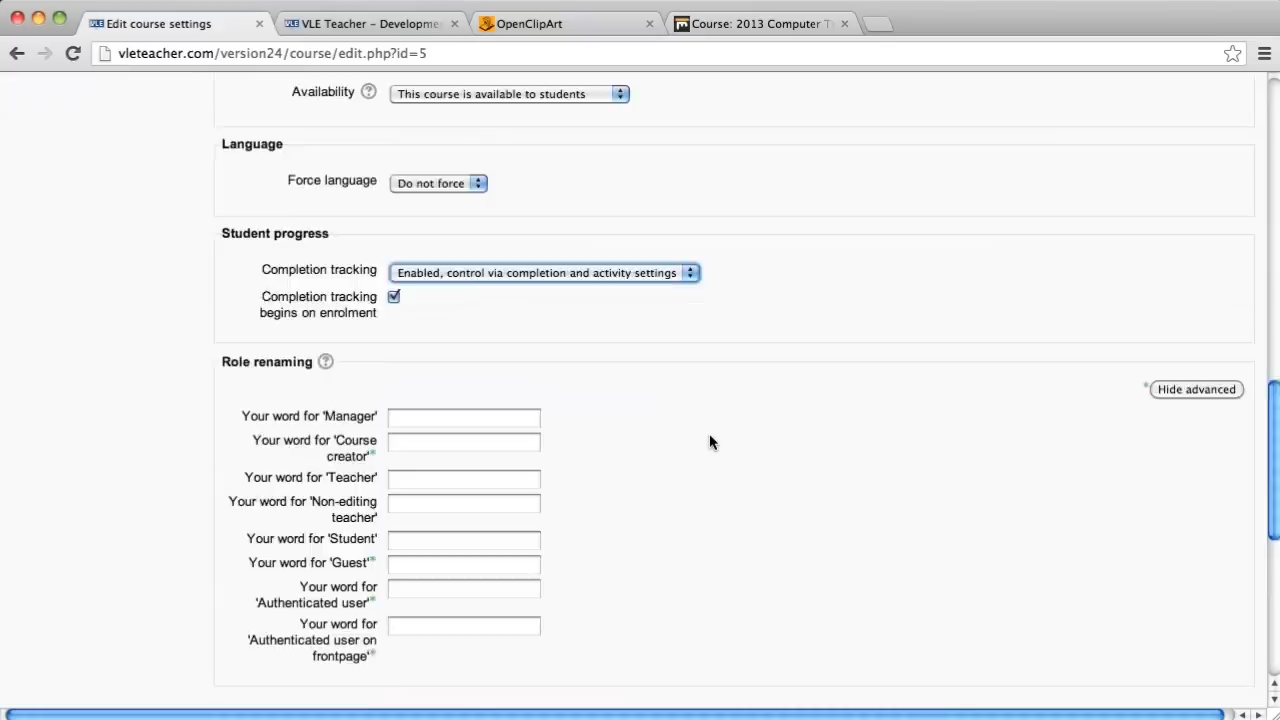 Edit course settings
VLE Teacher – Developme
OpenClipArt
Course: 2013 Computer T
vleteacher.com/version24/course/edit.php?id=5
Availability
This course is available to students
Language
Force language
Do not force
Student progress
Completion tracking
Enabled, control via completion and activity settings
Completion tracking
begins on enrolment
Role renaming
* Hide advanced
Your word for 'Manager'
Your word for 'Course
creator'*
Your word for 'Teacher'
Your word for 'Non-editing
teacher'
Your word for 'Student'
Your word for 'Guest'*
Your word for
'Authenticated user'*
Your word for
'Authenticated user on
frontpage'*